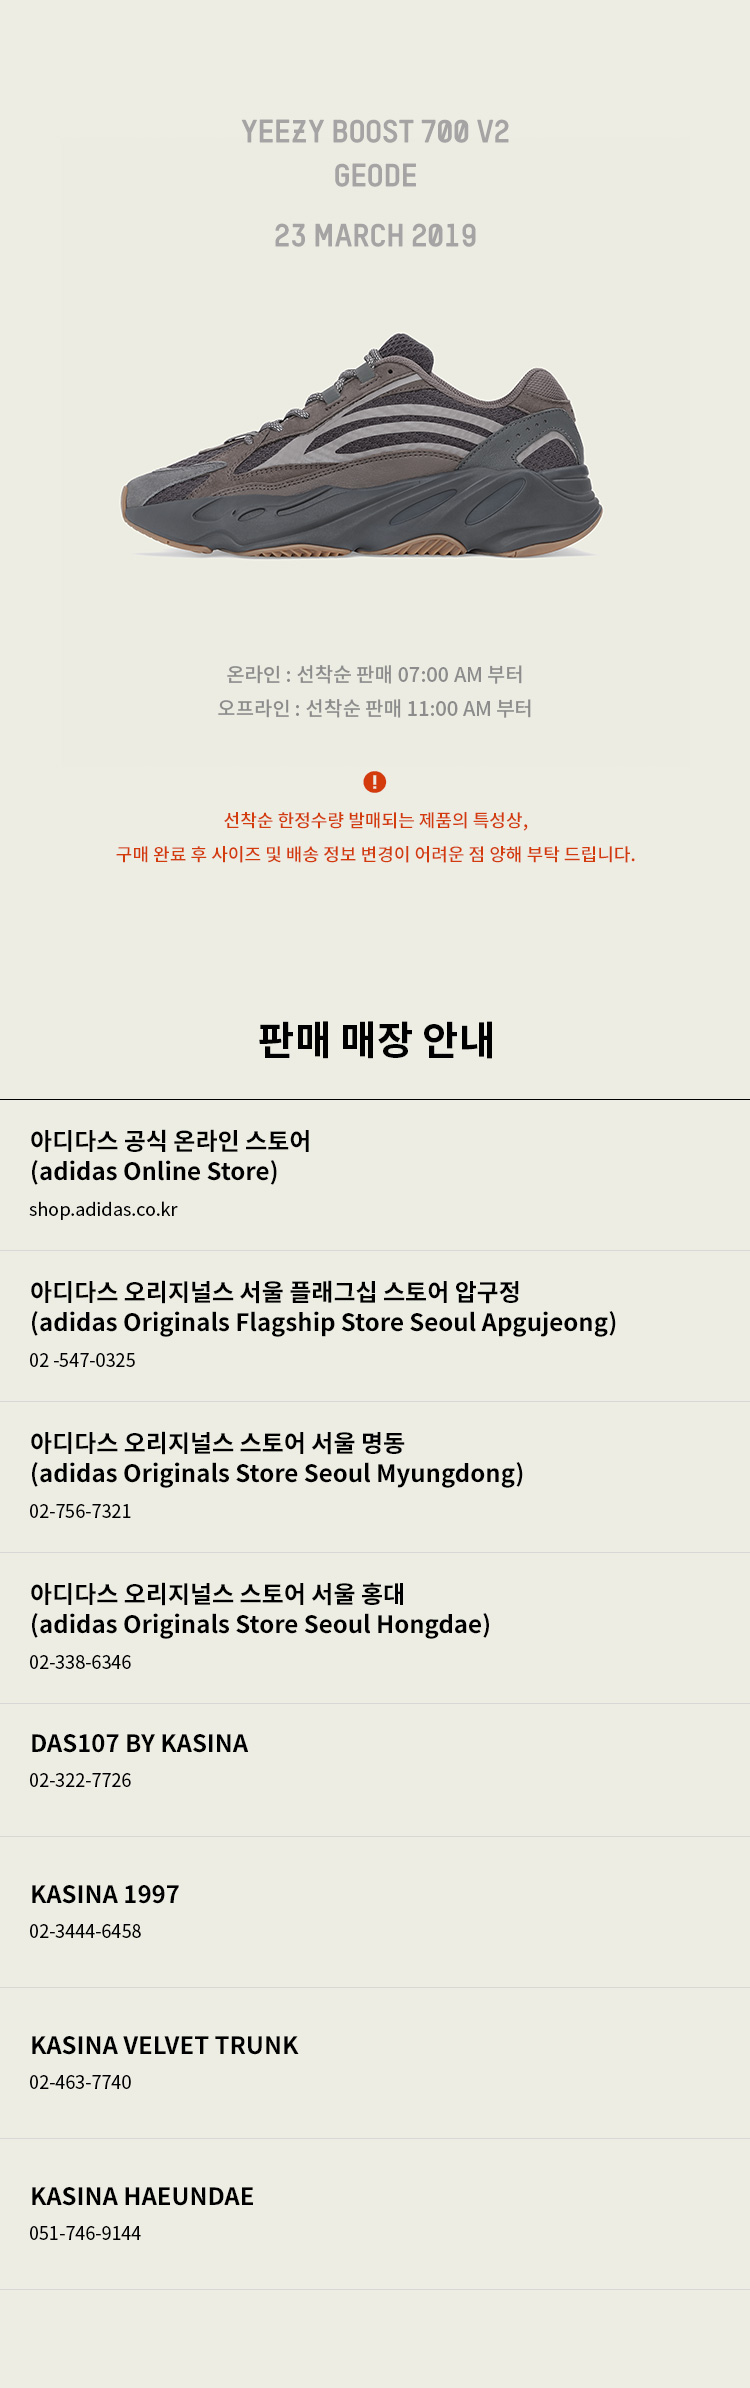 YEEZY BOOST 700 V2
GEODE
23 MARCH 2019
온라인 : 선착순 판매 07:00 AM 부터
오프라인 : 선착순 판매 11:00 AM 부터
!
선착순 한정수량 발매되는 제품의 특성상,
구매 완료 후 사이즈 및 배송 정보 변경이 어려운 점 양해 부탁 드립니다.
판매 매장 안내
아디다스 공식 온라인 스토어
(adidas Online Store)
shop.adidas.co.kr
아디다스 오리지널스 서울 플래그십 스토어 압구정
(adidas Originals Flagship Store Seoul Apgujeong)
02 -547-0325
아디다스 오리지널스 스토어 서울 명동
(adidas Originals Store Seoul Myungdong)
02-756-7321
아디다스 오리지널스 스토어 서울 홍대
(adidas Originals Store Seoul Hongdae)
02-338-6346
DAS107 BY KASINA
02-322-7726
KASINA 1997
02-3444-6458
KASINA VELVET TRUNK
02-463-7740
KASINA HAEUNDAE
051-746-9144